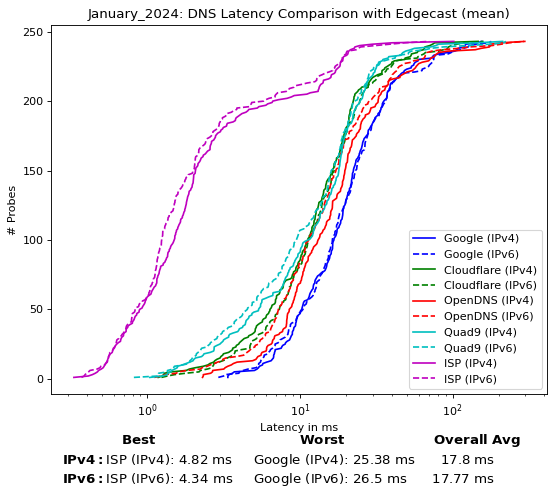 January_2024: DNS Latency Comparison with Edgecast (mean)
250
200
150
100
50
0
# Probes
Google (IPv4)
Google (IPv6)
Cloudflare (IPv4)
Cloudflare (IPv6)
OpenDNS (IPv4)
OpenDNS (IPv6)
Quad9 (IPv4)
Quad9 (IPv6)
ISP (IPv4)
ISP (IPv6)
10⁰ 10¹ 10²
Latency in ms
Best Worst Overall Avg
IPv4: ISP (IPv4): 4.82 ms Google (IPv4): 25.38 ms 17.8 ms
IPv6: ISP (IPv6): 4.34 ms Google (IPv6): 26.5 ms 17.77 ms